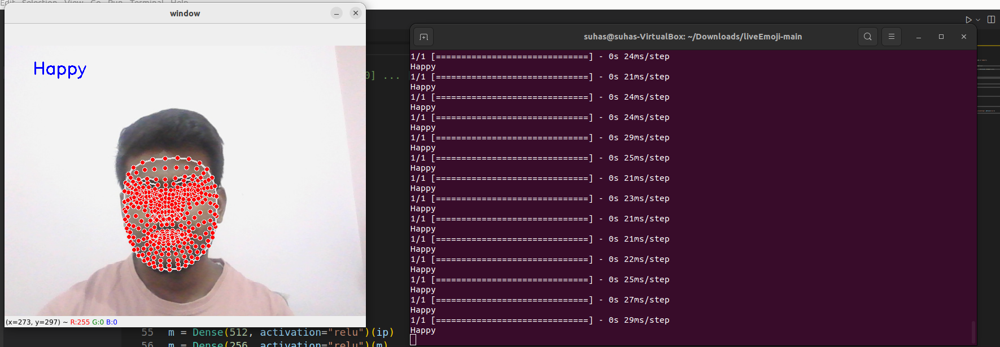 Edit Selection View Go Run Terminal Help
window
Happy
(x=273, y=297) ~ R:255 G:0 B:0
0] ...
55 m = Dense(512, activation="relu")(ip)
56 m = Dense(256, activation="relu")(m)
suhas@suhas-VirtualBox: ~/Downloads/liveEmoji-main
1/1 [==============================] - 0s 24ms/step
Happy
1/1 [==============================] - 0s 21ms/step
Happy
1/1 [==============================] - 0s 24ms/step
Happy
1/1 [==============================] - 0s 24ms/step
Happy
1/1 [==============================] - 0s 29ms/step
Happy
1/1 [==============================] - 0s 25ms/step
Happy
1/1 [==============================] - 0s 21ms/step
Happy
1/1 [==============================] - 0s 23ms/step
Happy
1/1 [==============================] - 0s 21ms/step
Happy
1/1 [==============================] - 0s 21ms/step
Happy
1/1 [==============================] - 0s 22ms/step
Happy
1/1 [==============================] - 0s 25ms/step
Happy
1/1 [==============================] - 0s 27ms/step
Happy
1/1 [==============================] - 0s 29ms/step
Happy